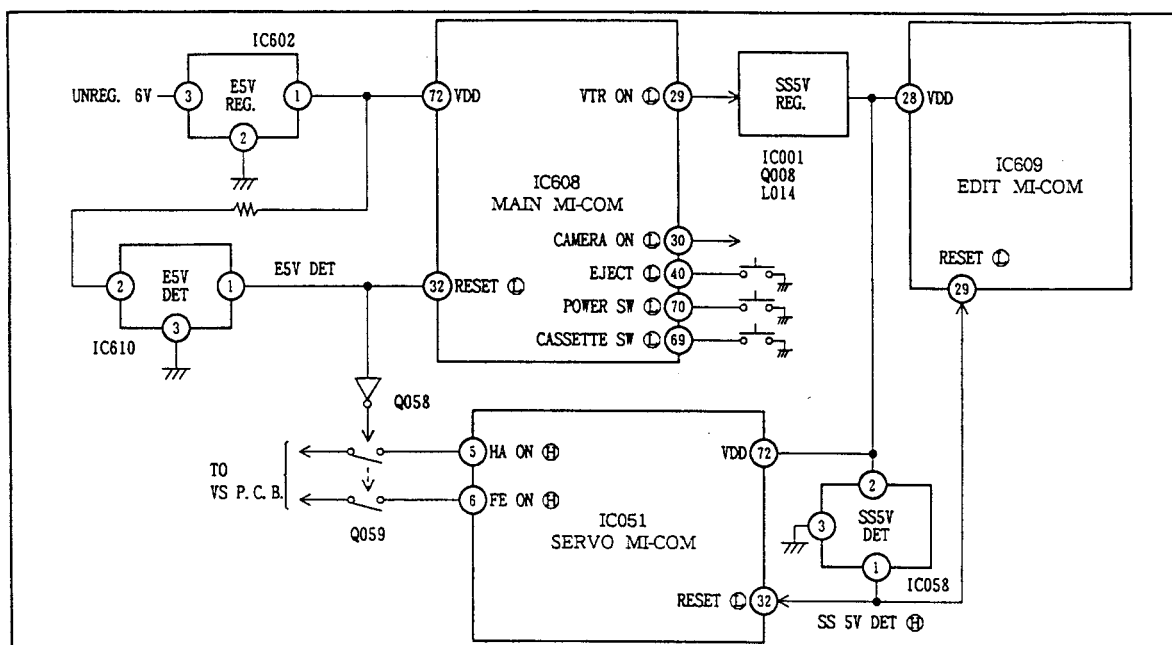 IC602
UNREG. 6V
3
E5V
REG.
1
2
72
VDD
VTR ON Ⓛ
29
SS5V
REG.
IC001
Q008
L014
28
VDD
IC609
EDIT MI-COM
RESET Ⓛ
29
IC608
MAIN MI-COM
CAMERA ON Ⓛ
30
EJECT Ⓛ
40
POWER SW Ⓛ
70
CASSETTE SW Ⓛ
69
2
E5V
DET
1
3
IC610
E5V DET
32
RESET Ⓛ
Q058
TO
VS P. C. B.
Q059
5
HA ON Ⓗ
6
FE ON Ⓗ
IC051
SERVO MI-COM
VDD
72
RESET Ⓛ
32
2
3
SS5V
DET
1
IC058
SS 5V DET Ⓗ